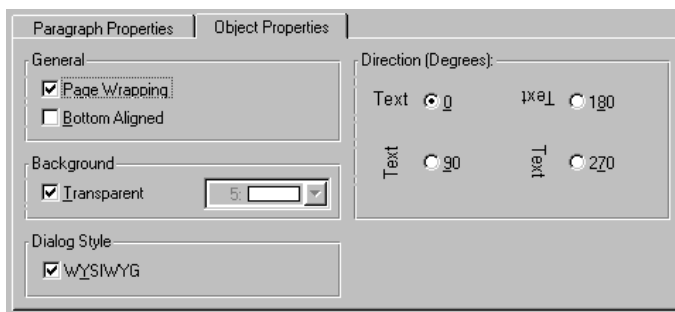 Paragraph Properties Object Properties
General
Page Wrapping
Bottom Aligned
Background
Transparent 5:
Dialog Style
WYSIWYG
Direction (Degrees):
Text 0 Text 180
Text 90 Text 270